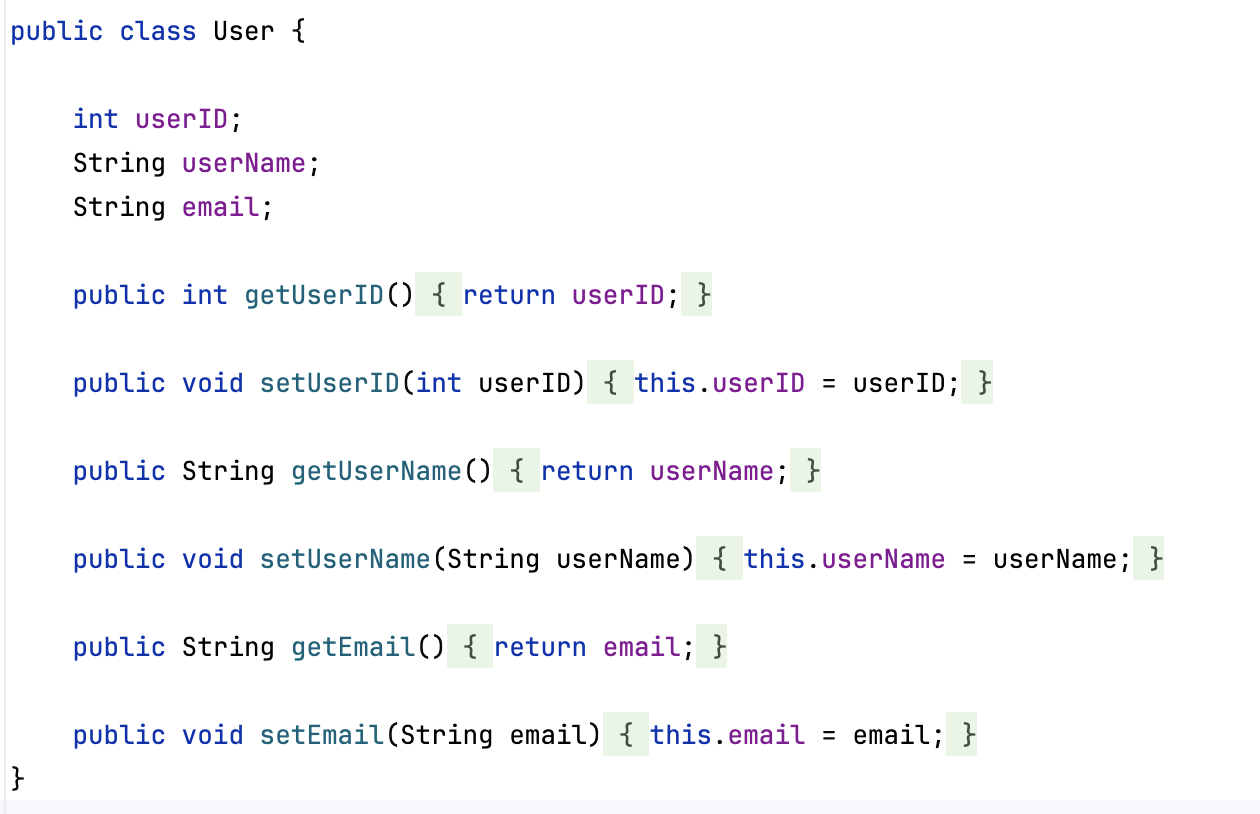 public class User {
int userID;
String userName;
String email;
public int getUserID() { return userID; }
public void setUserID(int userID) { this.userID = userID; }
public String getUserName() { return userName; }
public void setUserName(String userName) { this.userName = userName; }
public String getEmail() { return email; }
public void setEmail(String email) { this.email = email; }
}